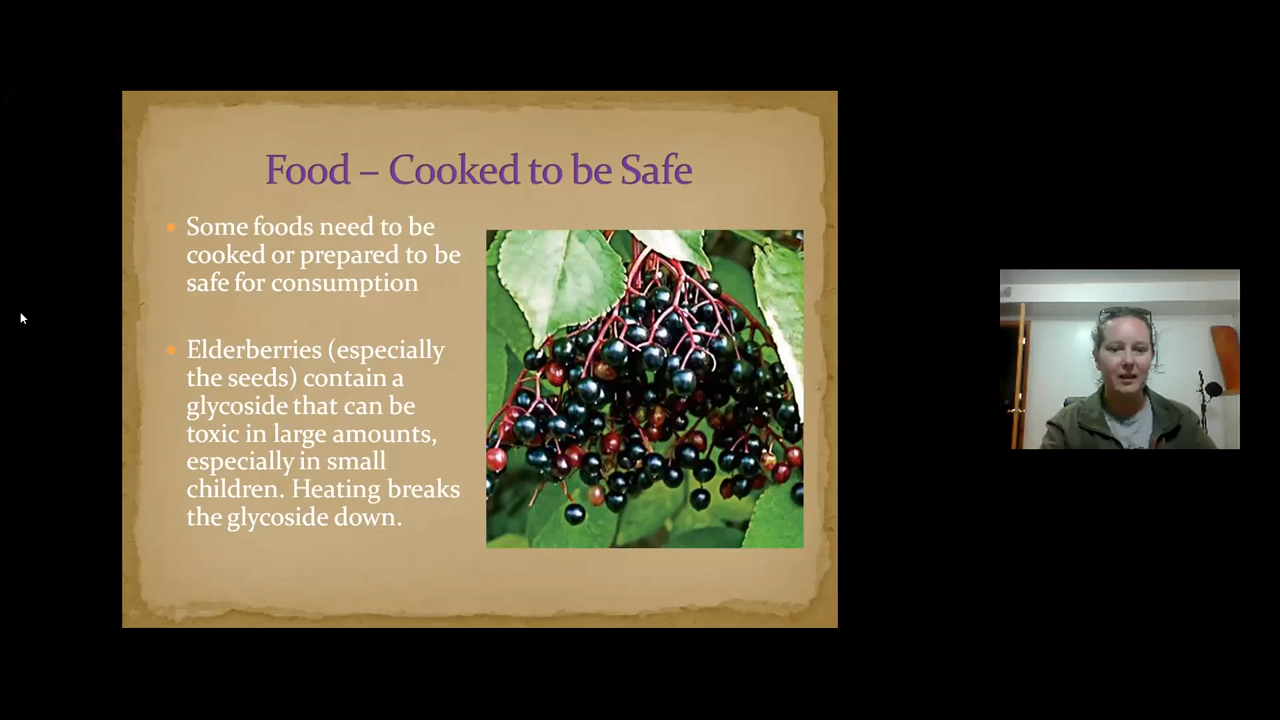 Food – Cooked to be Safe
Some foods need to be
cooked or prepared to be
safe for consumption
Elderberries (especially
the seeds) contain a
glycoside that can be
toxic in large amounts,
especially in small
children. Heating breaks
the glycoside down.